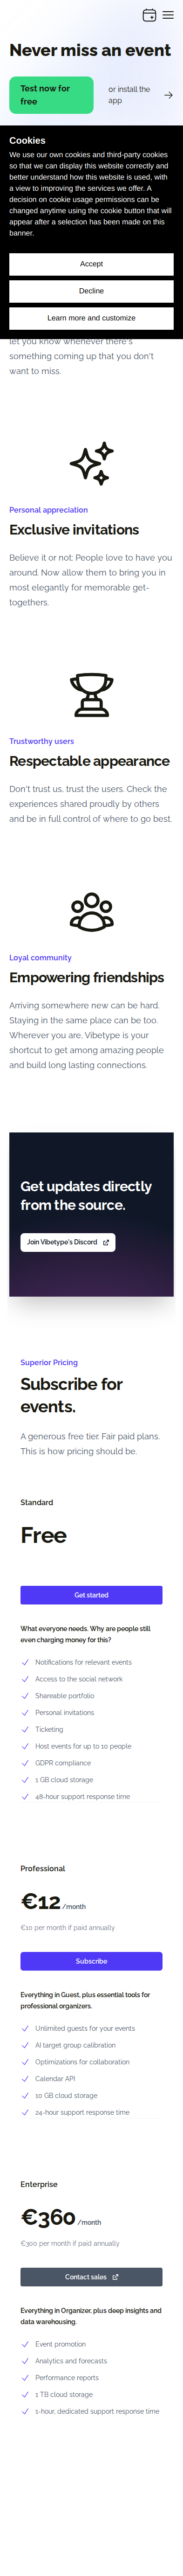 Never miss an event
Test now for
free
or install the
app
Cookies
We use our own cookies and third-party cookies
so that we can display this website correctly and
better understand how this website is used, with
a view to improving the services we offer. A
decision on cookie usage permissions can be
changed anytime using the cookie button that will
appear after a selection has been made on this
banner.
Accept
Decline
Learn more and customize
let you know whenever there's
something coming up that you don't
want to miss.
Personal appreciation
Exclusive invitations
Believe it or not: People love to have you
around. Now allow them to bring you in
most elegantly for memorable get-
togethers.
Trustworthy users
Respectable appearance
Don't trust us, trust the users. Check the
experiences shared proudly by others
and be in full control of where to go best.
Loyal community
Empowering friendships
Arriving somewhere new can be hard.
Staying in the same place can be too.
Wherever you are, Vibetype is your
shortcut to get among amazing people
and build long lasting connections.
Get updates directly
from the source.
Join Vibetype's Discord
Superior Pricing
Subscribe for
events.
A generous free tier. Fair paid plans.
This is how pricing should be.
Standard
Free
Get started
What everyone needs. Why are people still
even charging money for this?
Notifications for relevant events
Access to the social network
Shareable portfolio
Personal invitations
Ticketing
Host events for up to 10 people
GDPR compliance
1 GB cloud storage
48-hour support response time
Professional
€12 /month
€10 per month if paid annually
Subscribe
Everything in Guest, plus essential tools for
professional organizers.
Unlimited guests for your events
AI target group calibration
Optimizations for collaboration
Calendar API
10 GB cloud storage
24-hour support response time
Enterprise
€360 /month
€300 per month if paid annually
Contact sales
Everything in Organizer, plus deep insights and
data warehousing.
Event promotion
Analytics and forecasts
Performance reports
1 TB cloud storage
1-hour, dedicated support response time